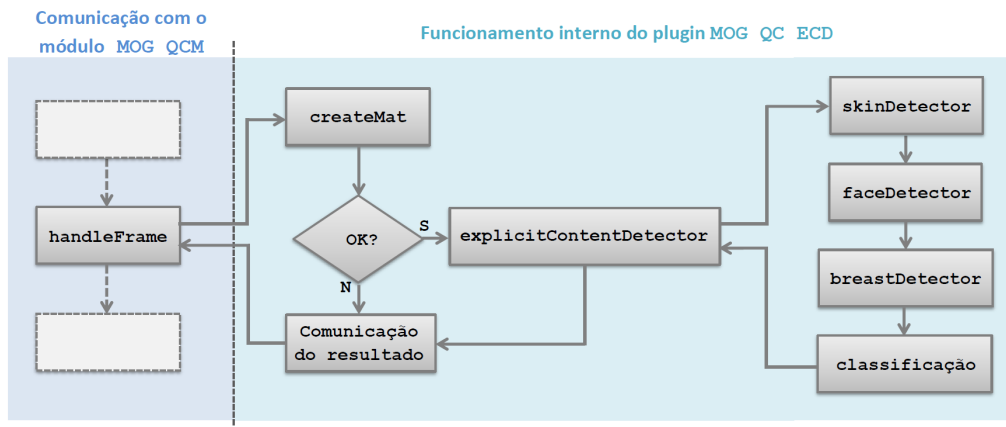 Comunicação com o
módulo MOG QCM
Funcionamento interno do plugin MOG QC ECD
handleFrame
createMat
OK?
S
N
Comunicação
do resultado
explicitContentDetector
skinDetector
faceDetector
breastDetector
classificação